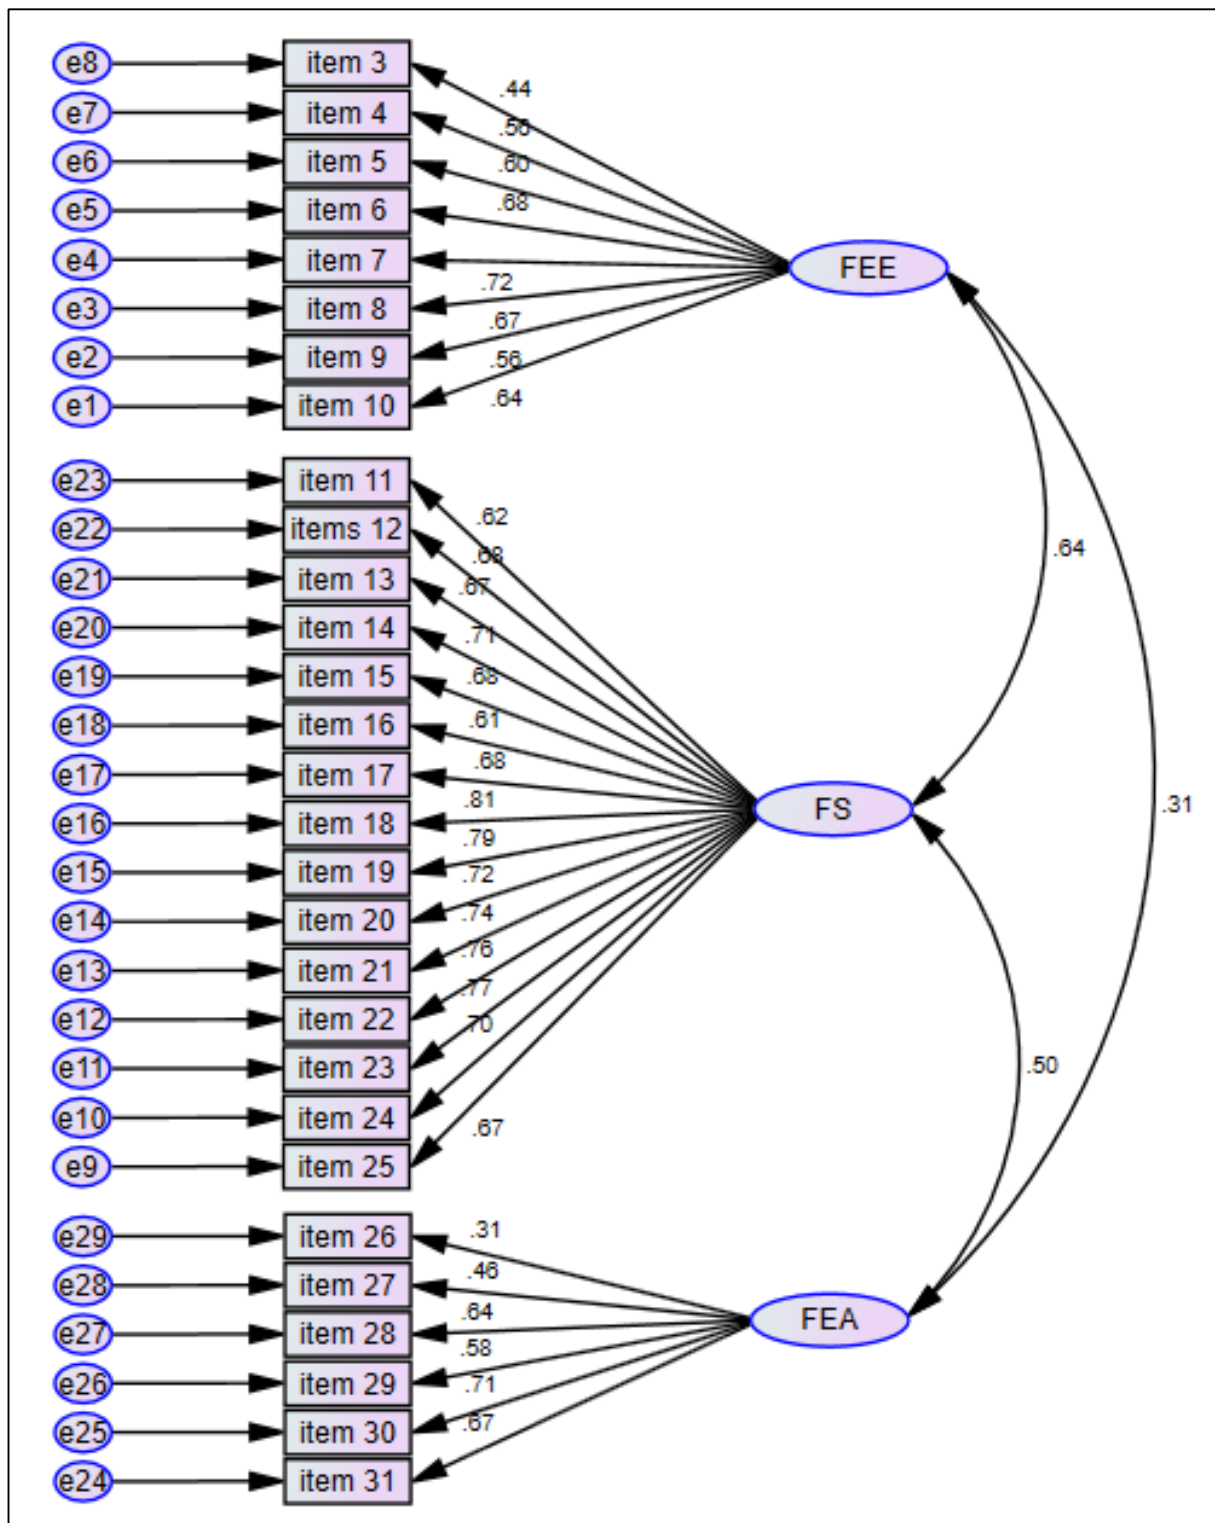 e8 item 3
.44
e7 item 4
.56
e6 item 5
.60
e5 item 6
.68
e4 item 7
FEE
.72
e3 item 8
.67
e2 item 9
.56
e1 item 10
.64
e23 item 11
.62
e22 items 12
.64
.68
e21 item 13
.67
e20 item 14
.71
e19 item 15
.68
e18 item 16
.61
e17 item 17
.68
.31
.81
FS
e16 item 18
.79
e15 item 19
.72
e14 item 20
.74
.76
e13 item 21
.77
e12 item 22
.70
e11 item 23
.50
e10 item 24
.67
e9 item 25
e29 item 26
.31
.46
e28 item 27
.64
FEA
e27 item 28
.58
e26 item 29
.71
.67
e25 item 30
e24 item 31